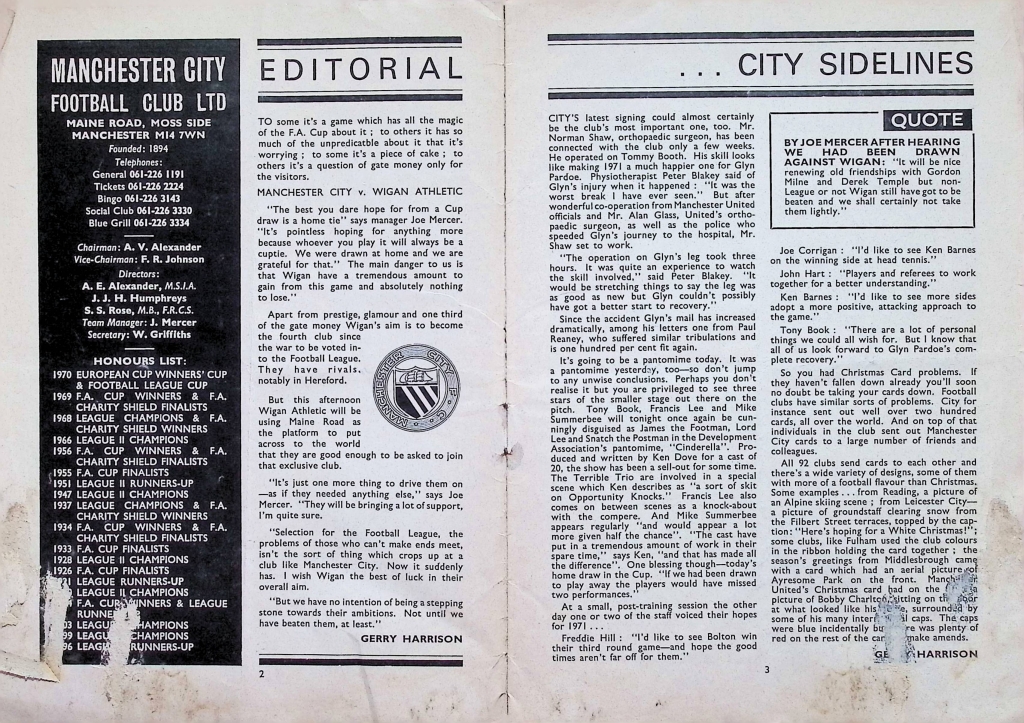 MANCHESTER CITY
FOOTBALL CLUB LTD
MAINE ROAD, MOSS SIDE
MANCHESTER M14 7WN
Founded: 1894
Telephones:
General 061-226 1191
Tickets 061-226 2224
Bingo 061-226 3143
Social Club 061-226 3330
Blue Grill 061-226 3334
Chairman: A. V. Alexander
Vice-Chairman: F. R. Johnson
Directors:
A. E. Alexander, M.S.I.A.
J. J. H. Humphreys
S. S. Rose, M.B., F.R.C.S.
Team Manager: J. Mercer
Secretary: W. Griffiths
HONOURS LIST:
1970 EUROPEAN CUP WINNERS' CUP
& FOOTBALL LEAGUE CUP
1969 F.A. CUP WINNERS & F.A.
CHARITY SHIELD FINALISTS
1968 LEAGUE CHAMPIONS & F.A.
CHARITY SHIELD WINNERS
1966 LEAGUE II CHAMPIONS
1956 F.A. CUP WINNERS & F.A.
CHARITY SHIELD FINALISTS
1955 F.A. CUP FINALISTS
1951 LEAGUE II RUNNERS-UP
1947 LEAGUE II CHAMPIONS
1937 LEAGUE CHAMPIONS & F.A.
CHARITY SHIELD WINNERS
1934 F.A. CUP WINNERS & F.A.
CHARITY SHIELD FINALISTS
1933 F.A. CUP FINALISTS
1928 LEAGUE II CHAMPIONS
1926 F.A. CUP FINALISTS
LEAGUE RUNNERS-UP
LEAGUE II CHAMPIONS
F.A. CUP WINNERS & LEAGUE
LEAGUE CHAMPIONS
LEAGUE CHAMPIONS
LEAGUE RUNNERS-UP
EDITORIAL
TO some it's a game which has all the magic
of the F.A. Cup about it ; to others it has so
much of the unpredicatble about it that it's
worrying ; to some it's a piece of cake ; to
others it's a question of gate money only for
the visitors.
MANCHESTER CITY v. WIGAN ATHLETIC
"The best you dare hope for from a Cup
draw is a home tie" says manager Joe Mercer.
"It's pointless hoping for anything more
because whoever you play it will always be a
cuptie. We were drawn at home and we are
grateful for that." The main danger to us is
that Wigan have a tremendous amount to
gain from this game and absolutely nothing
to lose."
Apart from prestige, glamour and one third
of the gate money Wigan's aim is to become
the fourth club since
the war to be voted in-
to the Football League.
They have rivals,
notably in Hereford.
But this afternoon
Wigan Athletic will be
using Maine Road as
the platform to put
across to the world
that they are good enough to be asked to join
that exclusive club.
MANCHESTER CITY F. C.
"It's just one more thing to drive them on
—as if they needed anything else," says Joe
Mercer. "They will be bringing a lot of support,
I'm quite sure.
"Selection for the Football League, the
problems of those who can't make ends meet,
isn't the sort of thing which crops up at a
club like Manchester City. Now it suddenly
has. I wish Wigan the best of luck in their
overall aim.
"But we have no intention of being a stepping
stone towards their ambitions. Not until we
have beaten them, at least."
GERRY HARRISON
2
. . . CITY SIDELINES
CITY'S latest signing could almost certainly
be the club's most important one, too. Mr.
Norman Shaw, orthopaedic surgeon, has been
connected with the club only a few weeks.
He operated on Tommy Booth. His skill looks
like making 1971 a much happier one for Glyn
Pardoe. Physiotherapist Peter Blakey said of
Glyn's injury when it happened : "It was the
worst break I have ever seen." But after
wonderful co-operation from Manchester United
officials and Mr. Alan Glass, United's ortho-
paedic surgeon, as well as the police who
speeded Glyn's journey to the hospital, Mr.
Shaw set to work.
"The operation on Glyn's leg took three
hours. It was quite an experience to watch
the skill involved," said Peter Blakey. "It
would be stretching things to say the leg was
as good as new but Glyn couldn't possibly
have got a better start to recovery."
Since the accident Glyn's mail has increased
dramatically, among his letters one from Paul
Reaney, who suffered similar tribulations and
is one hundred per cent fit again.
It's going to be a pantomime today. It was
a pantomime yesterday, too—so don't jump
to any unwise conclusions. Perhaps you don't
realise it but you are privileged to see three
stars of the smaller stage out there on the
pitch. Tony Book, Francis Lee and Mike
Summerbee will tonight once again be cun-
ningly disguised as James the Footman, Lord
Lee and Snatch the Postman in the Development
Association's pantomime, "Cinderella". Pro-
duced and written by Ken Dove for a cast of
20, the show has been a sell-out for some time.
The Terrible Trio are involved in a special
scene which Ken describes as "a sort of skit
on Opportunity Knocks." Francis Lee also
comes on between scenes as a knock-about
with the compere. And Mike Summerbee
appears regularly "and would appear a lot
more given half the chance". "The cast have
put in a tremendous amount of work in their
spare time," says Ken, "and that has made all
the difference". One blessing though—today's
home draw in the Cup. "If we had been drawn
to play away the players would have missed
two performances."
At a small, post-training session the other
day one or two of the staff voiced their hopes
for 1971 . . .
Freddie Hill : "I'd like to see Bolton win
their third round game—and hope the good
times aren't far off for them."
QUOTE
BY JOE MERCER AFTER HEARING
WE HAD BEEN DRAWN
AGAINST WIGAN: "It will be nice
renewing old friendships with Gordon
Milne and Derek Temple but non-
League or not Wigan still have got to be
beaten and we shall certainly not take
them lightly."
Joe Corrigan : "I'd like to see Ken Barnes
on the winning side at head tennis."
John Hart : "Players and referees to work
together for a better understanding."
Ken Barnes : "I'd like to see more sides
adopt a more positive, attacking approach to
the game."
Tony Book : "There are a lot of personal
things we could all wish for. But I know that
all of us look forward to Glyn Pardoe's com-
plete recovery."
So you had Christmas Card problems. If
they haven't fallen down already you'll soon
no doubt be taking your cards down. Football
clubs have similar sorts of problems. City for
instance sent out well over two hundred
cards, all over the world. And on top of that
individuals in the club sent out Manchester
City cards to a large number of friends and
colleagues.
All 92 clubs send cards to each other and
there's a wide variety of designs, some of them
with more of a football flavour than Christmas.
Some examples . . . from Reading, a picture of
an Alpine skiing scene ; from Leicester City—
a picture of groundstaff clearing snow from
the Filbert Street terraces, topped by the cap-
tion: "Here's hoping for a White Christmas!";
some clubs, like Fulham used the club colours
in the ribbon holding the card together ; the
season's greetings from Middlesbrough came
with a card which had an aerial picture of
Ayresome Park on the front. Manchester
United's Christmas card had on the a
picture of Bobby Charlton sitting on the floor
at what looked like his surrounded by
some of his many caps. The caps
were blue incidentally but was plenty of
red on the rest of the make amends.
HARRISON
3